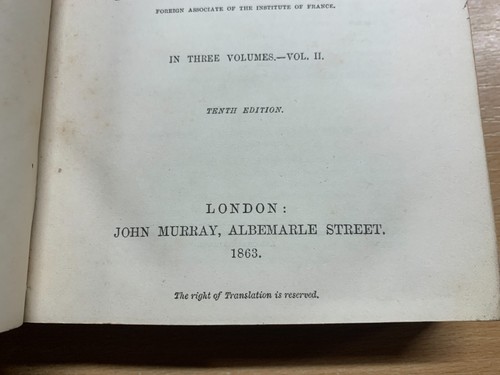 FOREIGN ASSOCIATE OF THE INSTITUTE OF FRANCE.
IN THREE VOLUMES.—VOL. II.
TENTH EDITION.
LONDON:
JOHN MURRAY, ALBEMARLE STREET.
1863.
The right of Translation is reserved.